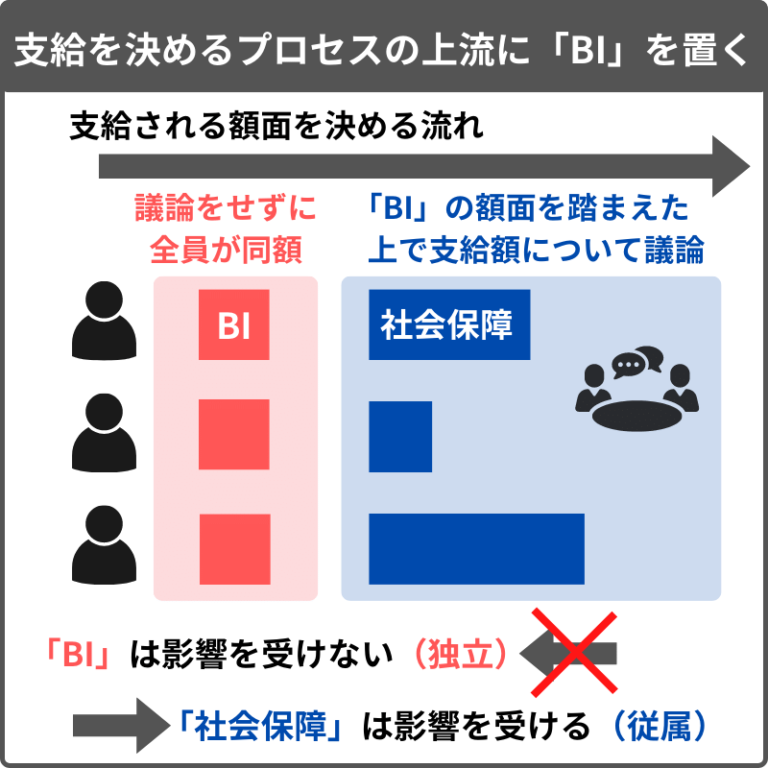 支給を決めるプロセスの上流に「BI」を置く
支給される額面を決める流れ
議論をせずに
全員が同額
「BI」の額面を踏まえた
上で支給額について議論
BI
社会保障
「BI」は影響を受けない（独立）
「社会保障」は影響を受ける（従属）